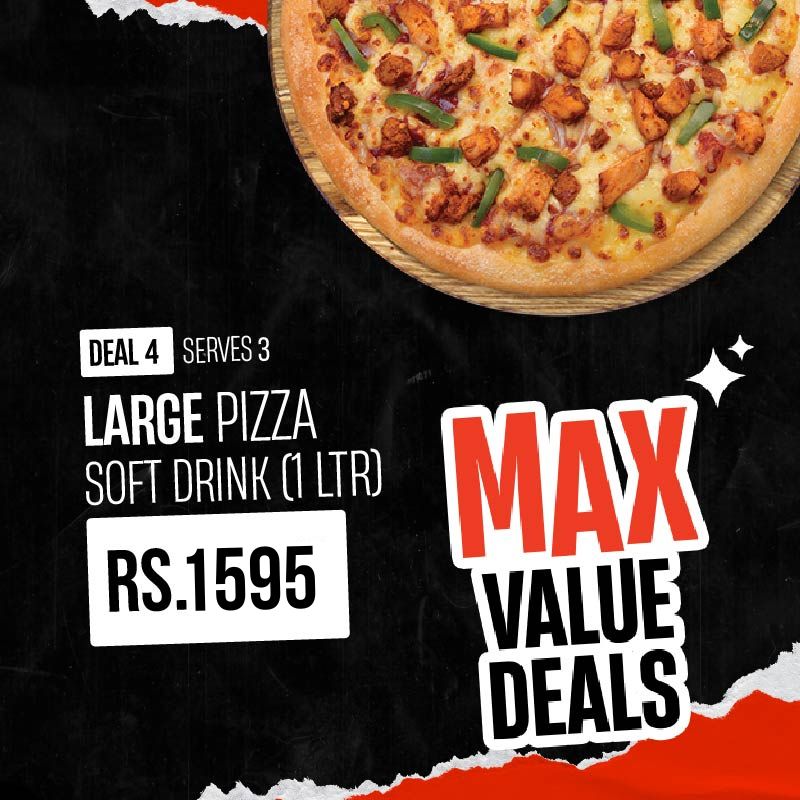 DEAL 4 SERVES 3
LARGE PIZZA
SOFT DRINK (1 LTR)
RS.1595
MAX
VALUE
DEALS